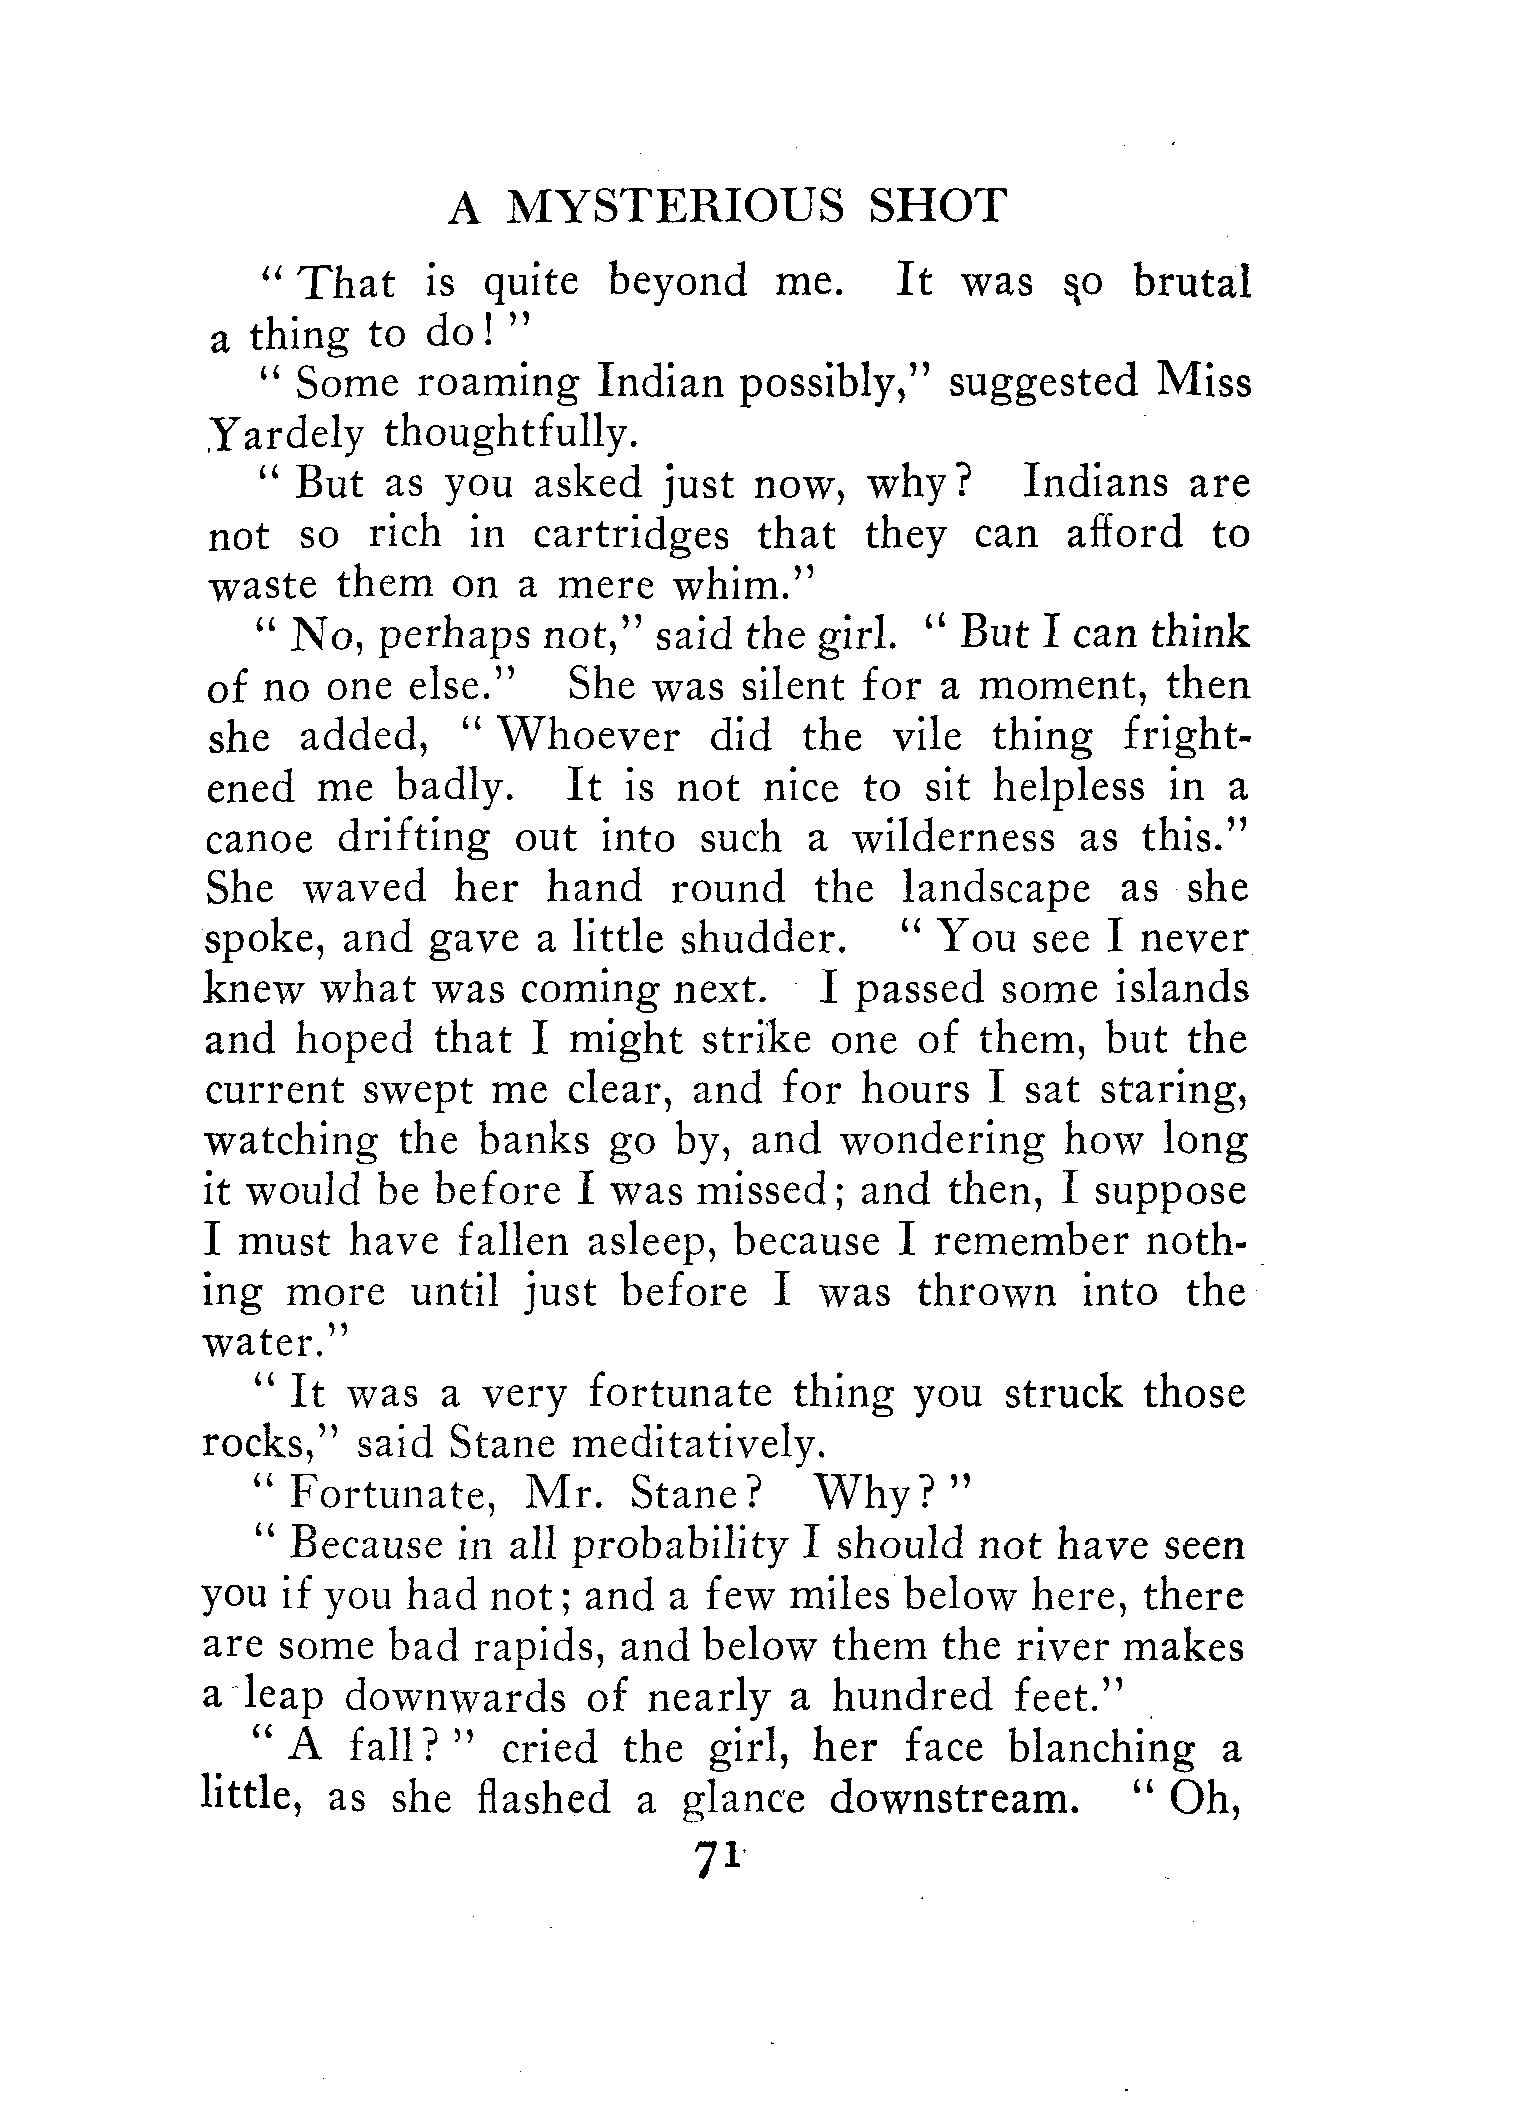 A MYSTERIOUS SHOT
" That is quite beyond me. It was so brutal
a thing to do! "
" Some roaming Indian possibly," suggested Miss
Yardely thoughtfully.
" But as you asked just now, why? Indians are
not so rich in cartridges that they can afford to
waste them on a mere whim."
" No, perhaps not," said the girl. " But I can think
of no one else." She was silent for a moment, then
she added, " Whoever did the vile thing fright-
ened me badly. It is not nice to sit helpless in a
canoe drifting out into such a wilderness as this."
She waved her hand round the landscape as she
spoke, and gave a little shudder. " You see I never
knew what was coming next. I passed some islands
and hoped that I might strike one of them, but the
current swept me clear, and for hours I sat staring,
watching the banks go by, and wondering how long
it would be before I was missed; and then, I suppose
I must have fallen asleep, because I remember noth-
ing more until just before I was thrown into the
water."
" It was a very fortunate thing you struck those
rocks," said Stane meditatively.
" Fortunate, Mr. Stane? Why? "
" Because in all probability I should not have seen
you if you had not; and a few miles below here, there
are some bad rapids, and below them the river makes
a leap downwards of nearly a hundred feet."
" A fall? " cried the girl, her face blanching a
little, as she flashed a glance downstream. " Oh,
71